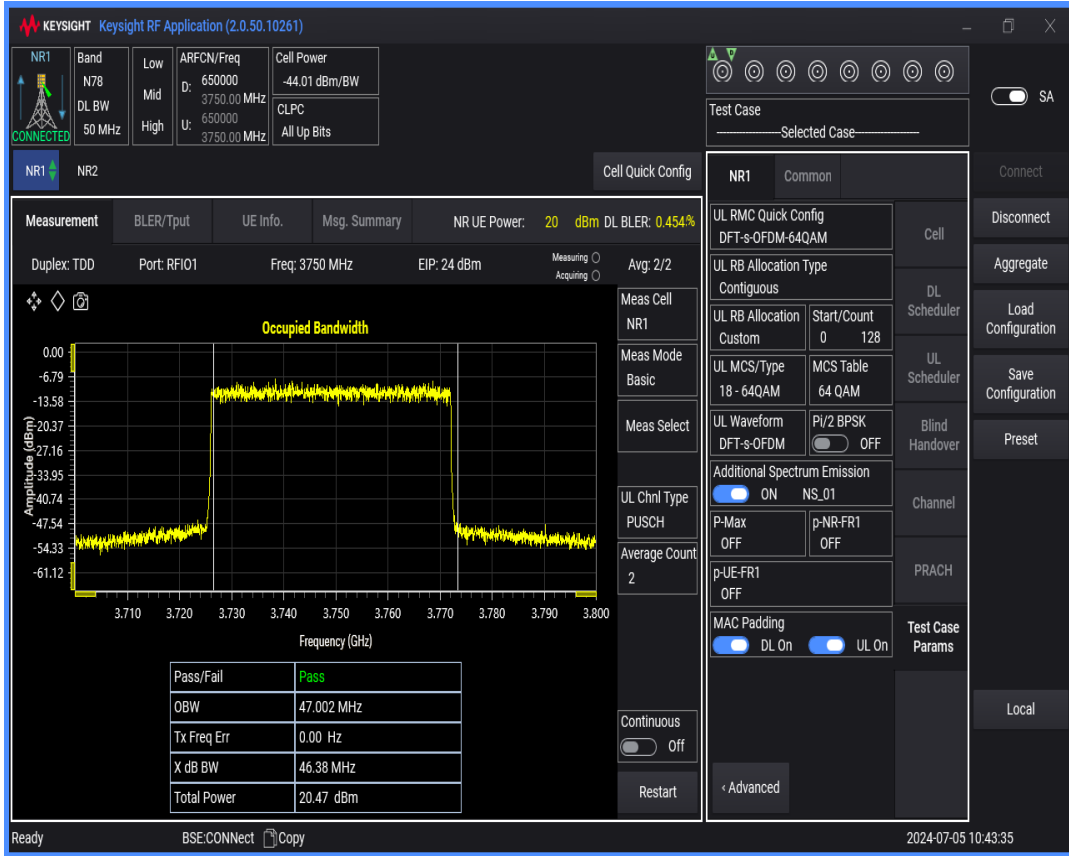 KEYSIGHT Keysight RF Application (2.0.50.10261)
NR1
CONNECTED
Band
N78
DL BW
50 MHz
Low
Mid
High
ARFCN/Freq
D: 650000
3750.00 MHz
U: 650000
3750.00 MHz
Cell Power
-44.01 dBm/BW
CLPC
All Up Bits
U D
Test Case
--------------------Selected Case---------------
SA
NR1 NR2 Cell Quick Config
NR1 Common
Connect
Disconnect
Aggregate
Load
Configuration
Save
Configuration
Preset
Local
Measurement BLER/Tput UE Info. Msg. Summary NR UE Power: 20 dBm DL BLER: 0.454%
Duplex: TDD Port: RFIO1 Freq: 3750 MHz EIP: 24 dBm Measuring Avg: 2/2
Acquiring
Occupied Bandwidth
Amplitude (dBm)
0.00
-6.79
-13.58
-20.37
-27.16
-33.95
-40.74
-47.54
-54.33
-61.12
3.710 3.720 3.730 3.740 3.750 3.760 3.770 3.780 3.790 3.800
Frequency (GHz)
Pass/Fail Pass
OBW 47.002 MHz
Tx Freq Err 0.00 Hz
X dB BW 46.38 MHz
Total Power 20.47 dBm
Meas Cell
NR1
Meas Mode
Basic
Meas Select
UL Chnl Type
PUSCH
Average Count
2
Continuous
Off
Restart
UL RMC Quick Config
DFT-s-OFDM-64QAM
UL RB Allocation Type
Contiguous
UL RB Allocation Start/Count
Custom 0 128
UL MCS/Type MCS Table
18 - 64QAM 64 QAM
UL Waveform Pi/2 BPSK
DFT-s-OFDM OFF
Additional Spectrum Emission
ON NS_01
P-Max p-NR-FR1
OFF OFF
p-UE-FR1
OFF
MAC Padding
DL On UL On
‹ Advanced
Cell
DL
Scheduler
UL
Scheduler
Blind
Handover
Channel
PRACH
Test Case
Params
Ready BSE:CONNect Copy 2024-07-05 10:43:35